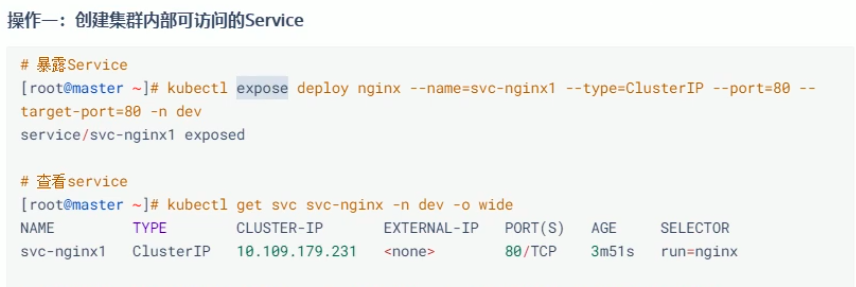 操作一：创建集群内部可访问的Service
# 暴露Service
[root@master ~]# kubectl expose deploy nginx --name=svc-nginx1 --type=ClusterIP --port=80 --
target-port=80 -n dev
service/svc-nginx1 exposed
# 查看service
[root@master ~]# kubectl get svc svc-nginx -n dev -o wide
NAME TYPE CLUSTER-IP EXTERNAL-IP PORT(S) AGE SELECTOR
svc-nginx1 ClusterIP 10.109.179.231 <none> 80/TCP 3m51s run=nginx